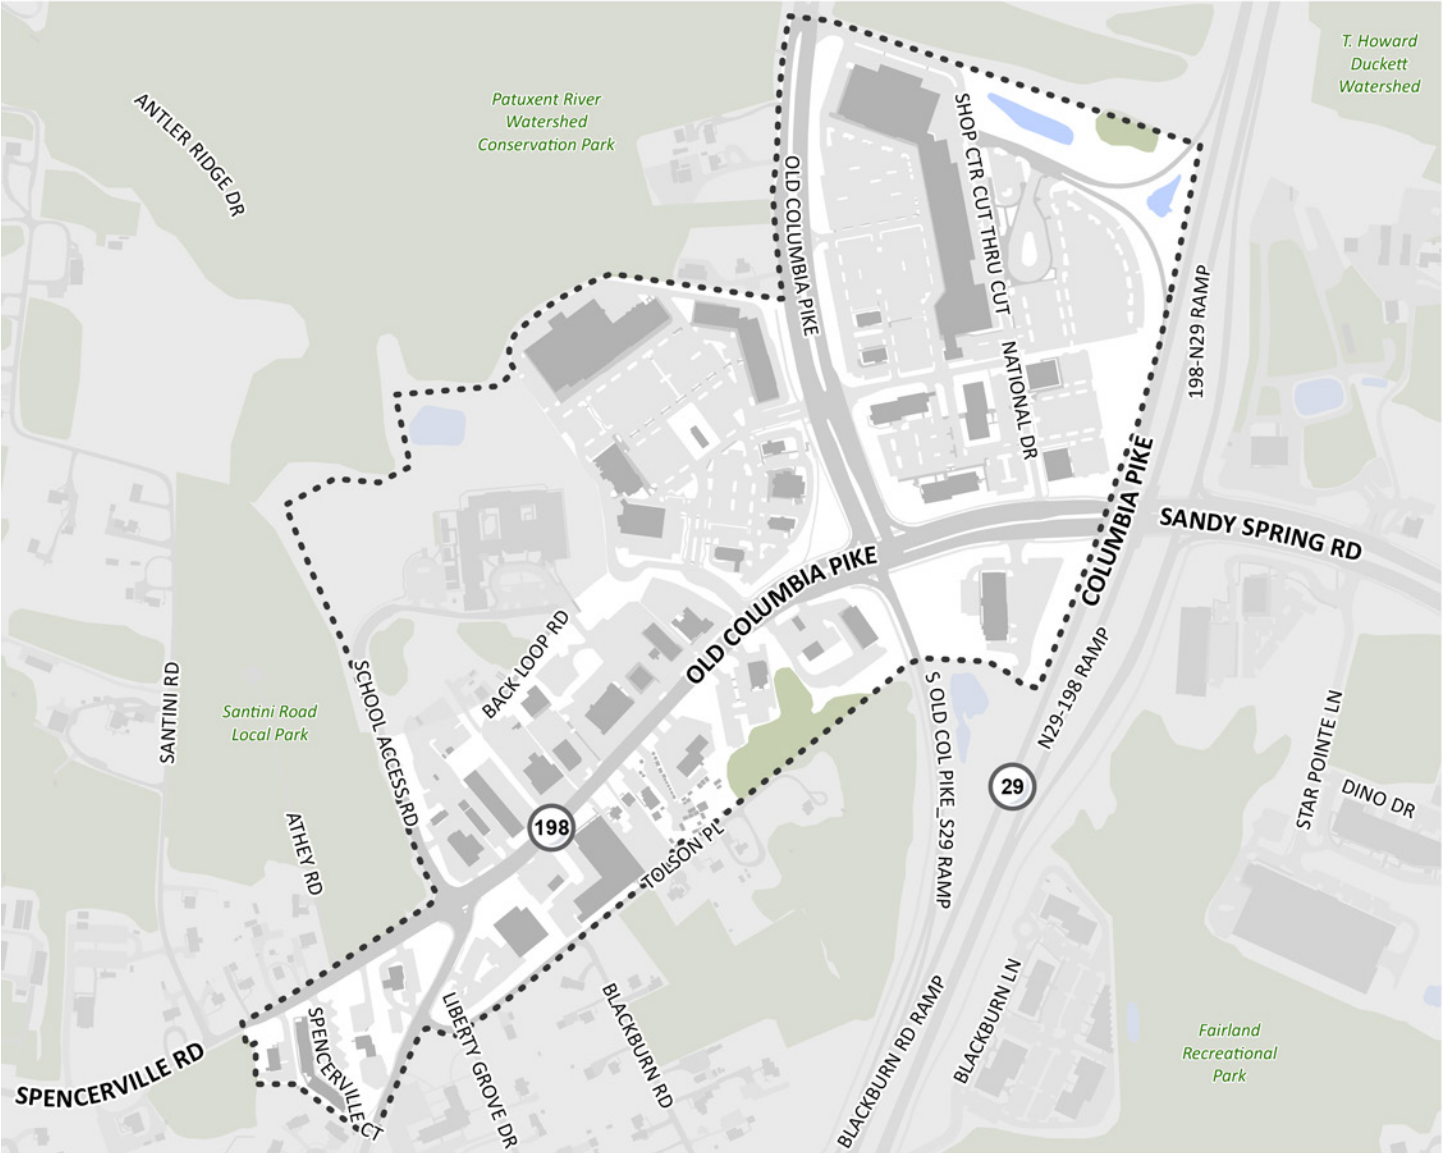 T. Howard
Duckett
Watershed
Patuxent River
Watershed
Conservation Park
ANTLER RIDGE DR
OLD COLUMBIA PIKE
SHOP CTR CUT THRU CUT
198-N29 RAMP
NATIONAL DR
COLUMBIA PIKE
SANDY SPRING RD
OLD COLUMBIA PIKE
BACK LOOP RD
SANTINI RD
Santini Road
Local Park
SCHOOL ACCESS RD
S OLD COL PIKE_S29 RAMP
N29-198 RAMP
29
STAR POINTE LN
DINO DR
ATHEY RD
198
TOLSON PL
SPENCERVILLE RD
SPENCERVILLE CT
LIBERTY GROVE DR
BLACKBURN RD
BLACKBURN RD RAMP
BLACKBURN LN
Fairland
Recreational
Park